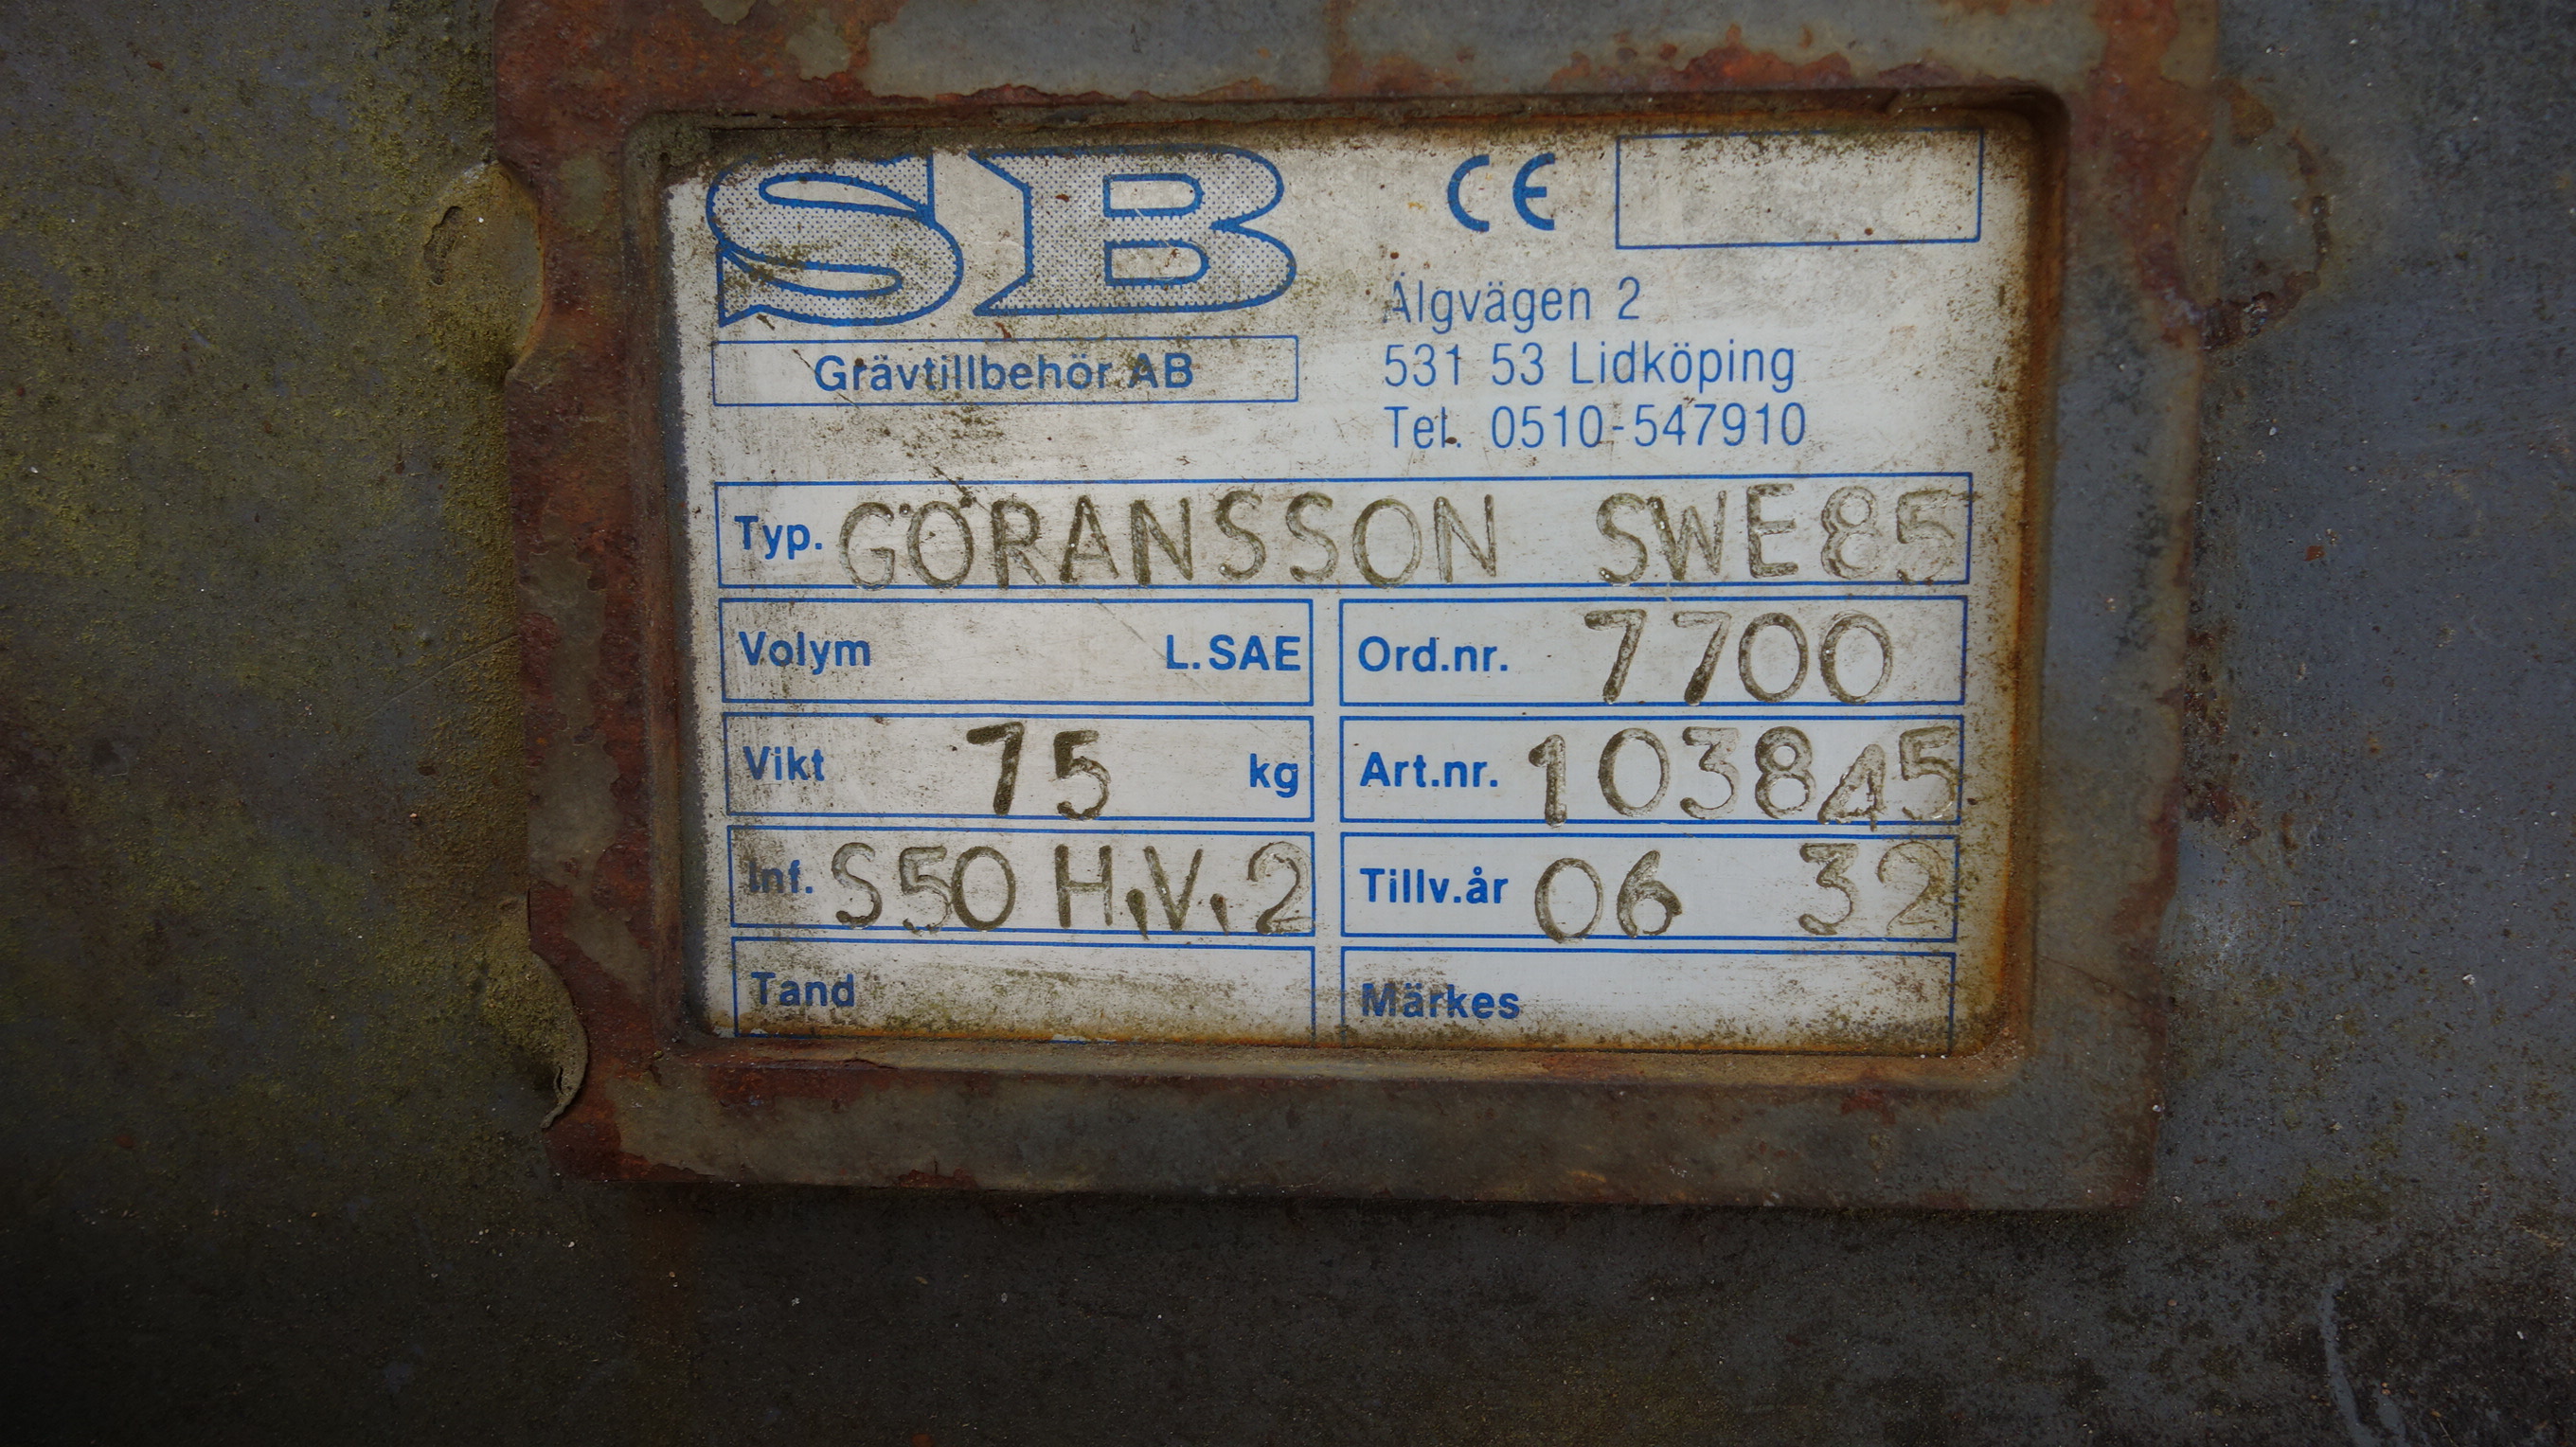 SB CE
Grävtillbehör AB
Älgvägen 2
531 53 Lidköping
Tel. 0510-547910
Typ. GÖRANSSON SWE85
Volym L.SAE Ord.nr. 7700
Vikt 75 kg Art.nr. 103845
Inf. S50 H.V.2 Tillv.år 06 32
Tand Märkes